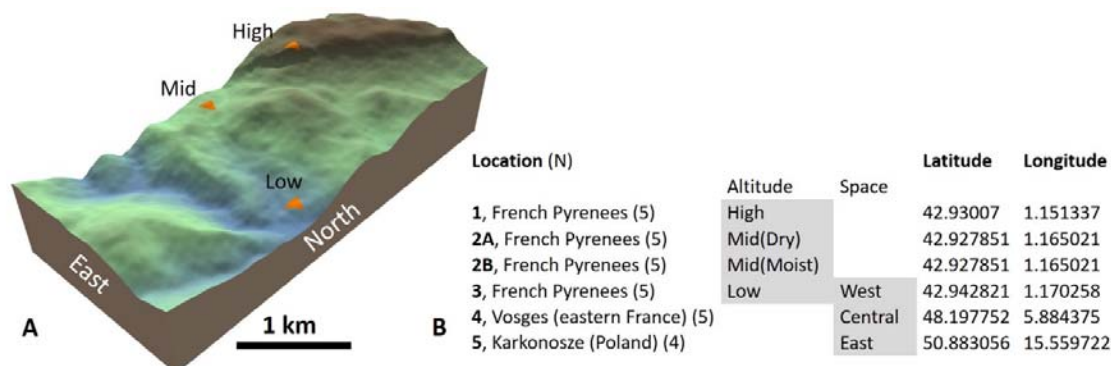 High
Mid
Low
North
East
1 km
A
B
Location (N) Latitude Longitude
Altitude Space
1, French Pyrenees (5) High 42.93007 1.151337
2A, French Pyrenees (5) Mid(Dry) 42.927851 1.165021
2B, French Pyrenees (5) Mid(Moist) 42.927851 1.165021
3, French Pyrenees (5) Low West 42.942821 1.170258
4, Vosges (eastern France) (5) Central 48.197752 5.884375
5, Karkonosze (Poland) (4) East 50.883056 15.559722